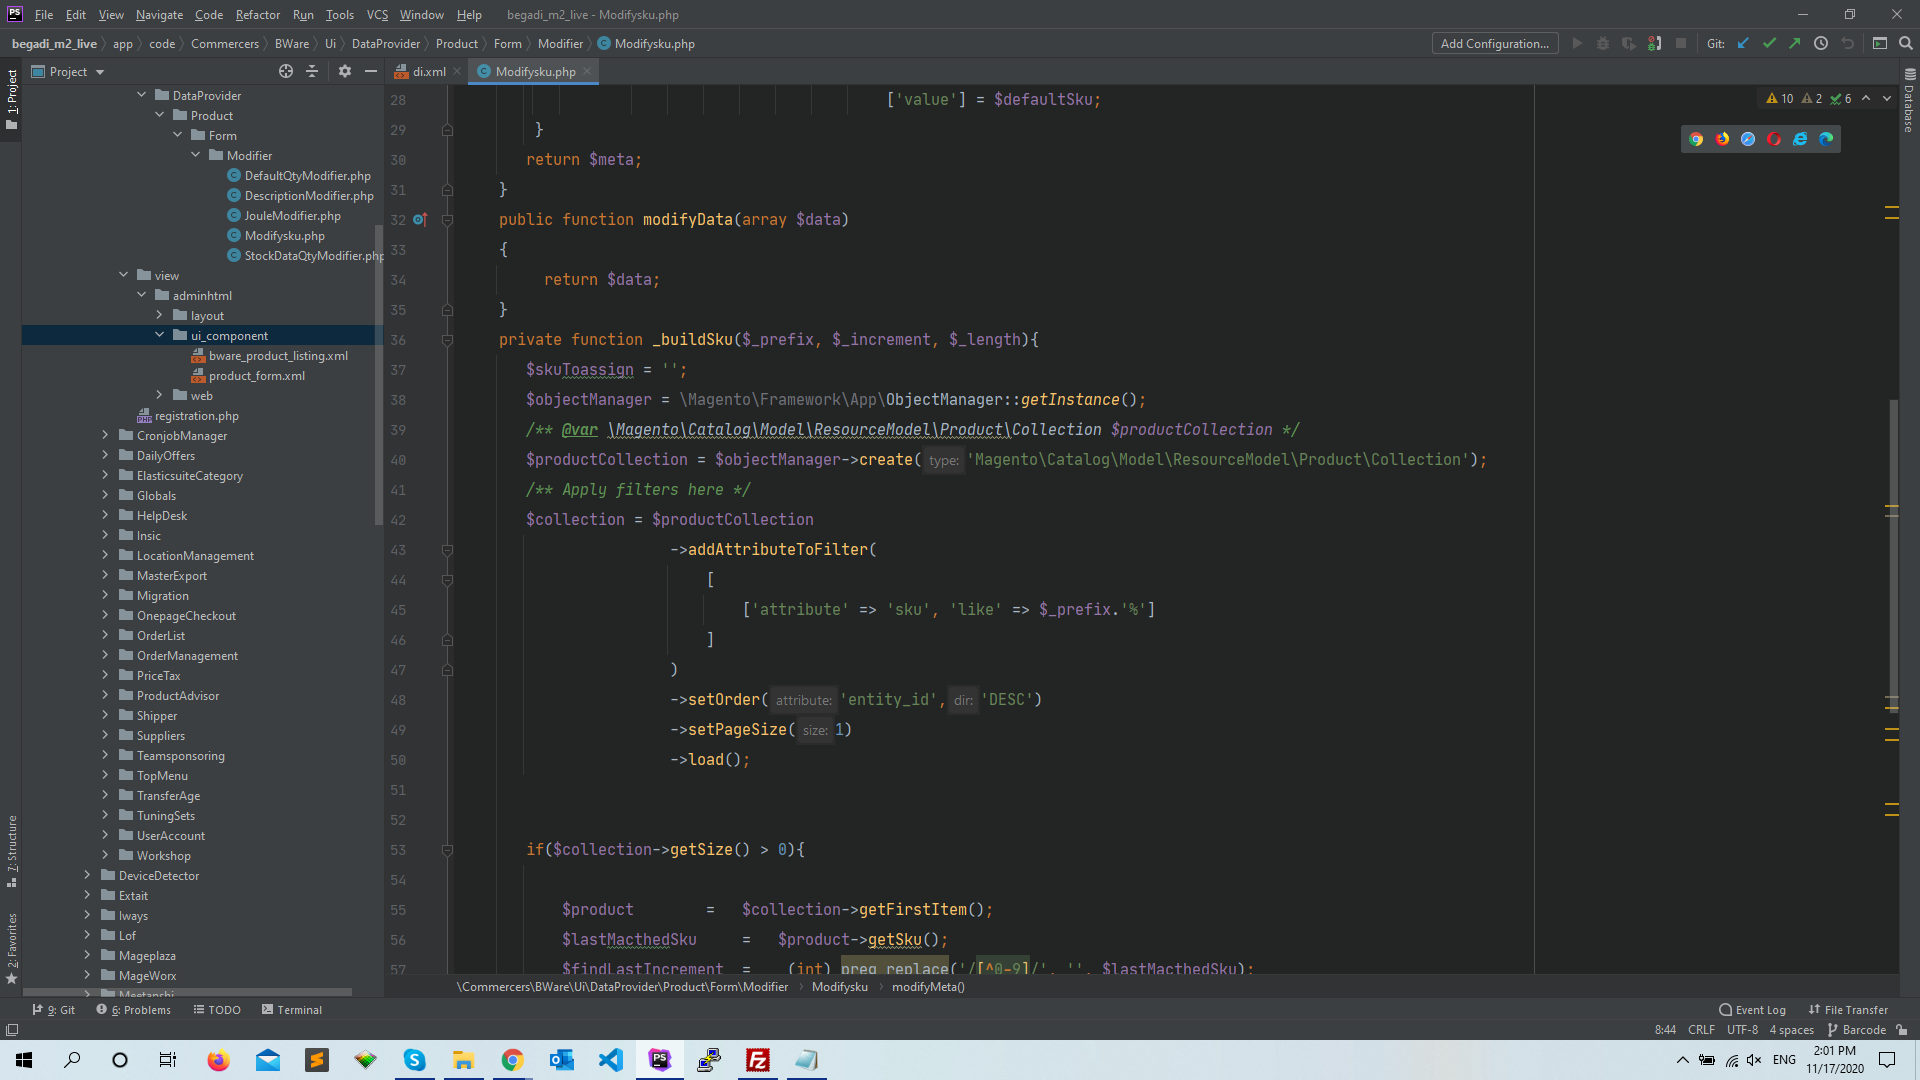 File Edit View Navigate Code Refactor Run Tools VCS Window Help begadi_m2_live - Modifysku.php
begadi_m2_live app code Commercers BWare Ui DataProvider Product Form Modifier Modifysku.php Add Configuration... Git:
Project
di.xml Modifysku.php
1: Project
7: Structure
2: Favorites
Database
DataProvider
Product
Form
Modifier
DefaultQtyModifier.php
DescriptionModifier.php
JouleModifier.php
Modifysku.php
StockDataQtyModifier.php
view
adminhtml
layout
ui_component
bware_product_listing.xml
product_form.xml
web
registration.php
CronjobManager
DailyOffers
ElasticsuiteCategory
Globals
HelpDesk
Insic
LocationManagement
MasterExport
Migration
OnepageCheckout
OrderList
OrderManagement
PriceTax
ProductAdvisor
Shipper
Suppliers
Teamsponsoring
TopMenu
TransferAge
TuningSets
UserAccount
Workshop
DeviceDetector
Extait
Iways
Lof
Mageplaza
MageWorx
Meetanshi
10 2 6
28 ['value'] = $defaultSku;
29 }
30 return $meta;
31 }
32 public function modifyData(array $data)
33 {
34 return $data;
35 }
36 private function _buildSku($_prefix, $_increment, $_length){
37 $skuToassign = '';
38 $objectManager = \Magento\Framework\App\ObjectManager::getInstance();
39 /** @var \Magento\Catalog\Model\ResourceModel\Product\Collection $productCollection */
40 $productCollection = $objectManager->create( type: 'Magento\Catalog\Model\ResourceModel\Product\Collection');
41 /** Apply filters here */
42 $collection = $productCollection
43 ->addAttributeToFilter(
44 [
45 ['attribute' => 'sku', 'like' => $_prefix.'%']
46 ]
47 )
48 ->setOrder( attribute: 'entity_id', dir: 'DESC')
49 ->setPageSize( size: 1)
50 ->load();
51
52
53 if($collection->getSize() > 0){
54
55 $product = $collection->getFirstItem();
56 $lastMacthedSku = $product->getSku();
57 $findLastIncrement = (int) preg_replace('/[^0-9]/', '', $lastMacthedSku);
\Commercers\BWare\Ui\DataProvider\Product\Form\Modifier Modifysku modifyMeta()
9: Git 6: Problems TODO Terminal Event Log File Transfer
8:44 CRLF UTF-8 4 spaces Barcode
ENG 2:01 PM
11/17/2020